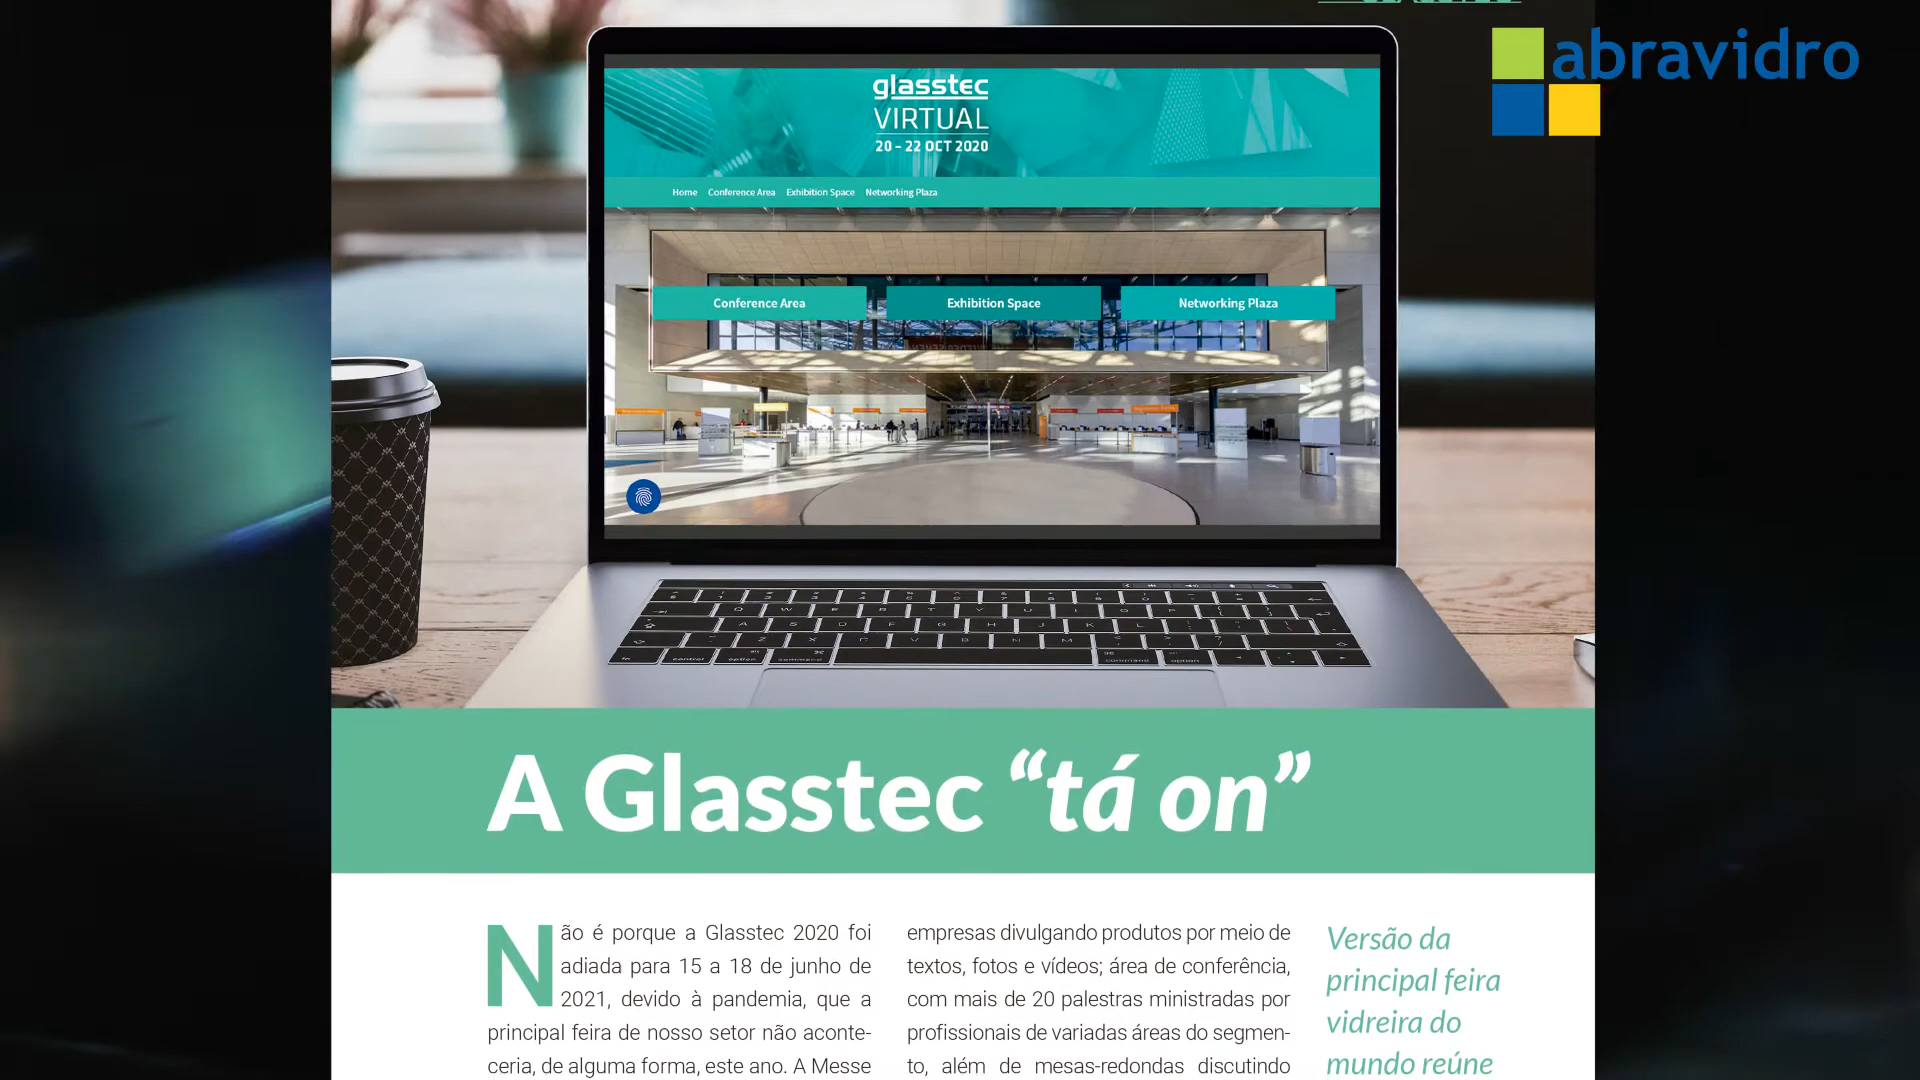 abravidro
glasstec
VIRTUAL
20 – 22 OCT 2020
Home Conference Area Exhibition Space Networking Plaza
Conference Area Exhibition Space Networking Plaza
A Glasstec “tá on”
Não é porque a Glasstec 2020 foi
adiada para 15 a 18 de junho de
2021, devido à pandemia, que a
principal feira de nosso setor não aconte-
ceria, de alguma forma, este ano. A Messe
empresas divulgando produtos por meio de
textos, fotos e vídeos; área de conferência,
com mais de 20 palestras ministradas por
profissionais de variadas áreas do segmen-
to, além de mesas-redondas discutindo
Versão da
principal feira
vidreira do
mundo reúne